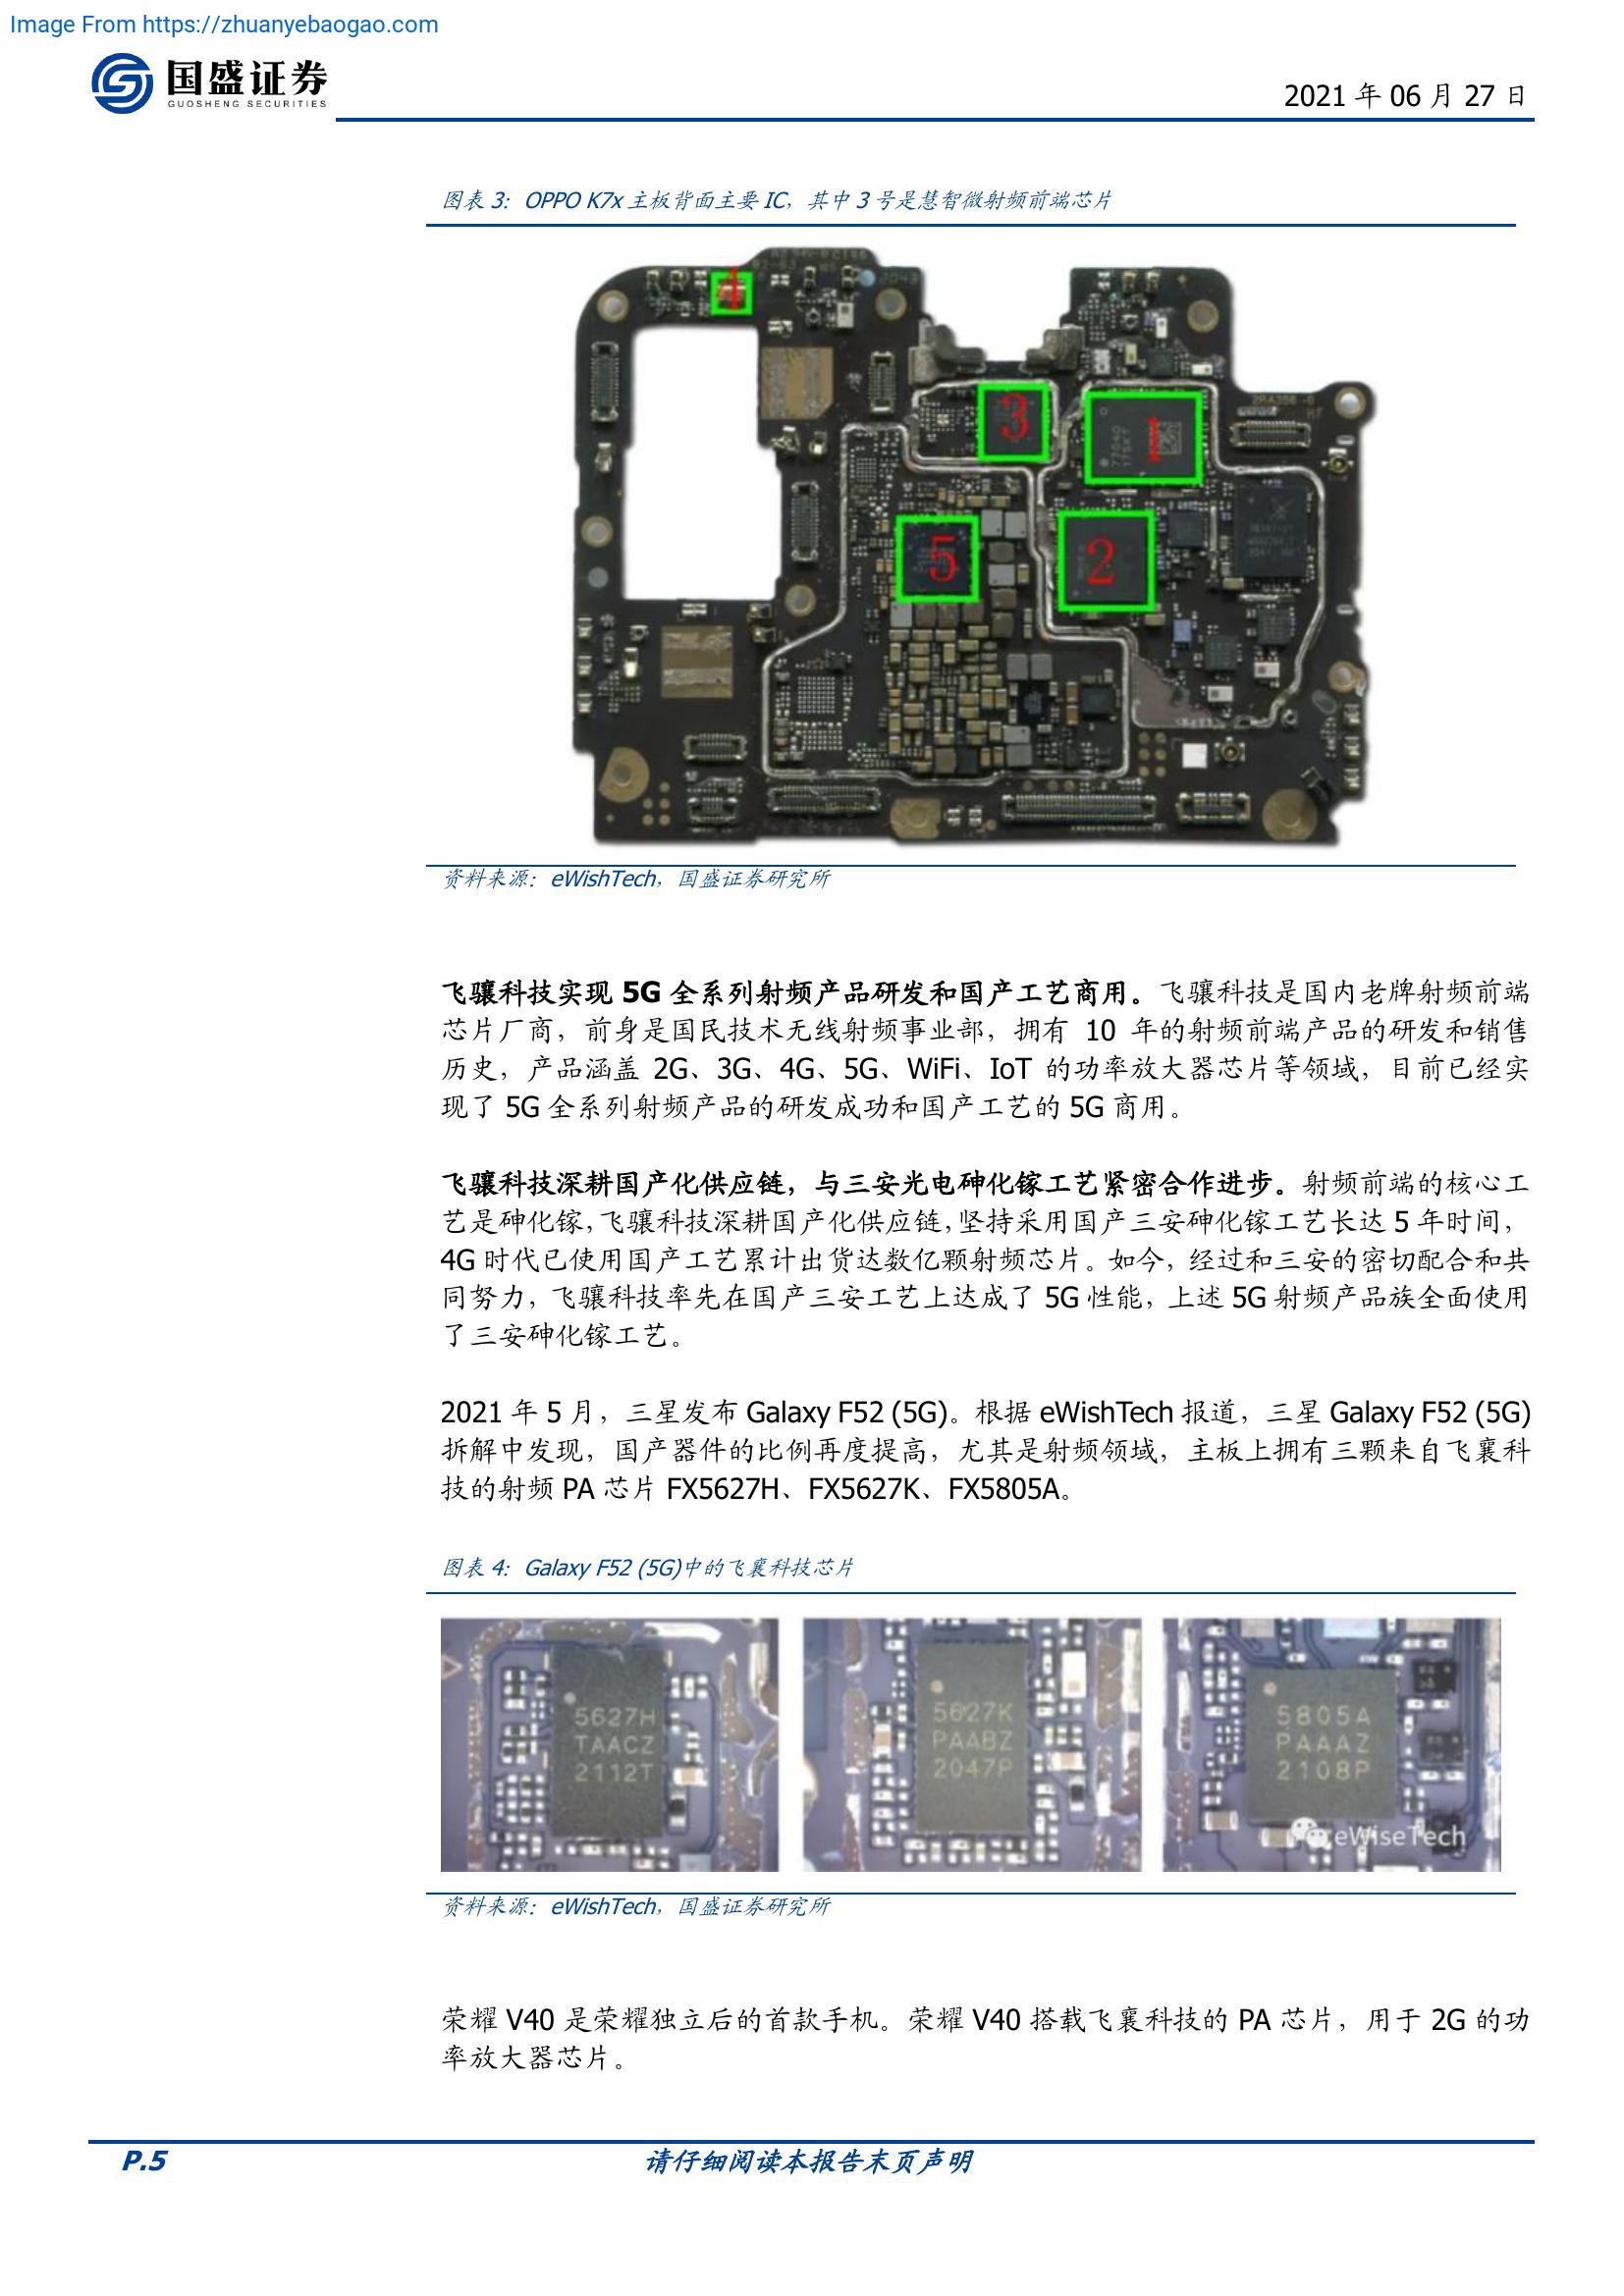 Image From https://zhuanyebaogao.com
国盛证券
GUOSHENG SECURITIES
2021 年 06 月 27 日
图表 3：OPPO K7x 主板背面主要 IC，其中 3 号是慧智微射频前端芯片
4
3
1
5
2
资料来源：eWishTech，国盛证券研究所
飞骧科技实现 5G 全系列射频产品研发和国产工艺商用。飞骧科技是国内老牌射频前端
芯片厂商，前身是国民技术无线射频事业部，拥有 10 年的射频前端产品的研发和销售
历史，产品涵盖 2G、3G、4G、5G、WiFi、IoT 的功率放大器芯片等领域，目前已经实
现了 5G 全系列射频产品的研发成功和国产工艺的 5G 商用。
飞骧科技深耕国产化供应链，与三安光电砷化镓工艺紧密合作进步。射频前端的核心工
艺是砷化镓，飞骧科技深耕国产化供应链，坚持采用国产三安砷化镓工艺长达 5 年时间，
4G 时代已使用国产工艺累计出货达数亿颗射频芯片。如今，经过和三安的密切配合和共
同努力，飞骧科技率先在国产三安工艺上达成了 5G 性能，上述 5G 射频产品族全面使用
了三安砷化镓工艺。
2021 年 5 月，三星发布 Galaxy F52 (5G)。根据 eWishTech 报道，三星 Galaxy F52 (5G)
拆解中发现，国产器件的比例再度提高，尤其是射频领域，主板上拥有三颗来自飞襄科
技的射频 PA 芯片 FX5627H、FX5627K、FX5805A。
图表 4：Galaxy F52 (5G)中的飞襄科技芯片
5627H
TAACZ
2112T
5627K
PAABZ
2047P
5805A
PAAAZ
2108P
eWiseTech
资料来源：eWishTech，国盛证券研究所
荣耀 V40 是荣耀独立后的首款手机。荣耀 V40 搭载飞襄科技的 PA 芯片，用于 2G 的功
率放大器芯片。
P.5
请仔细阅读本报告末页声明